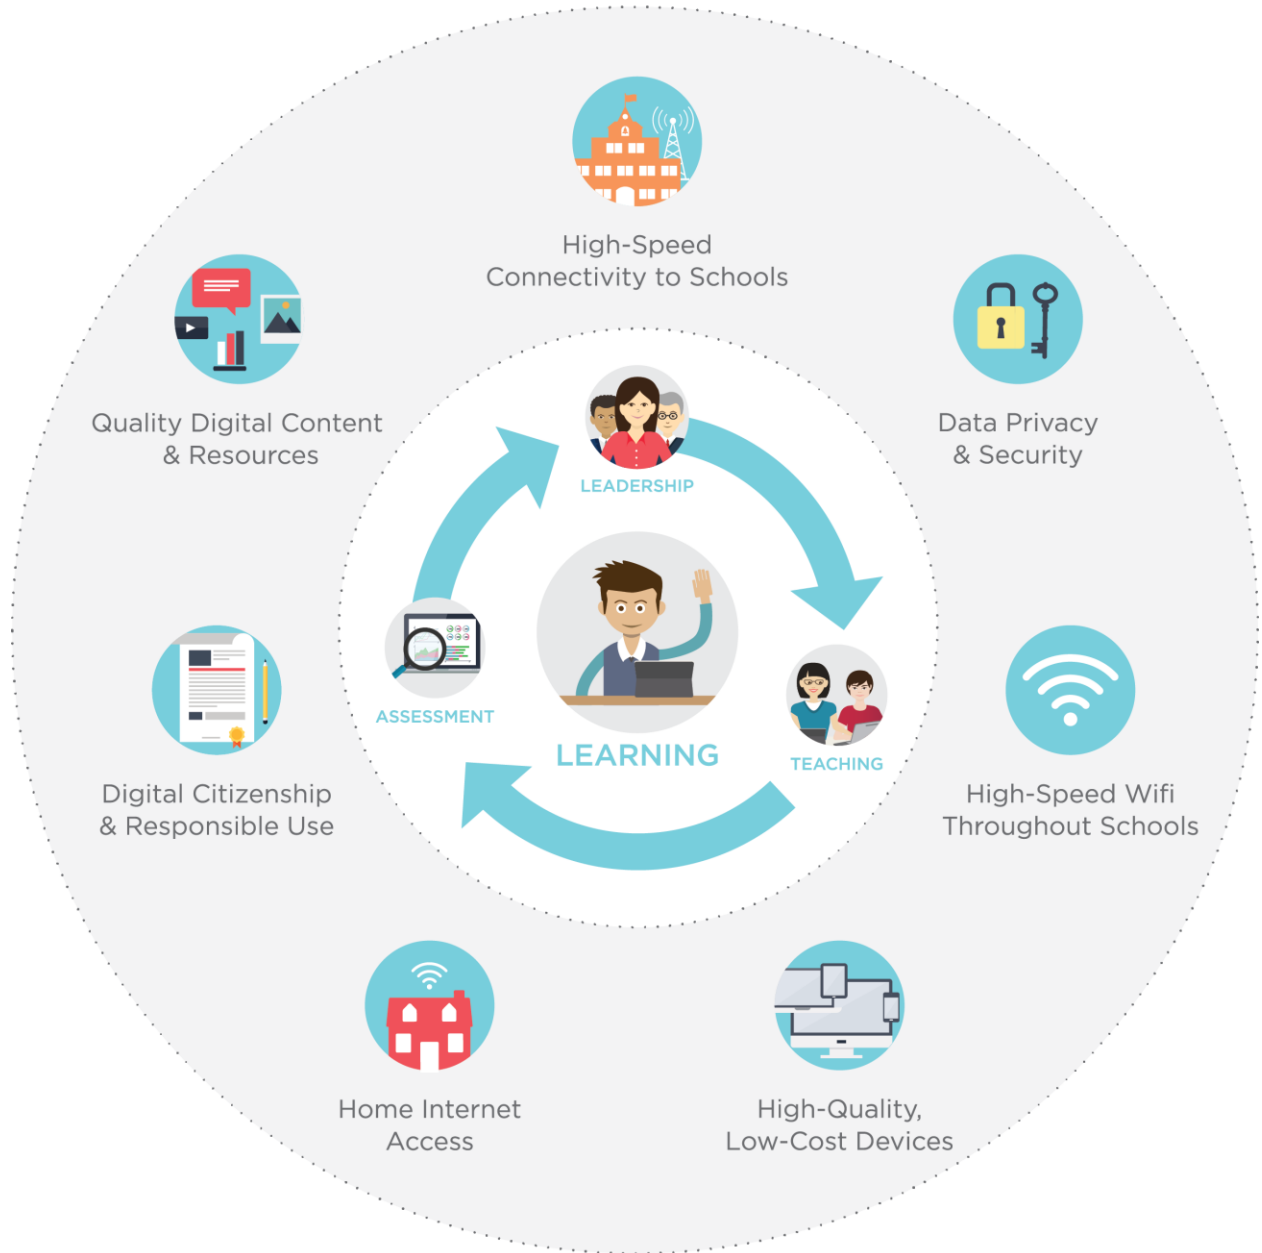 High-Speed
Connectivity to Schools
Quality Digital Content
& Resources
Data Privacy
& Security
LEADERSHIP
ASSESSMENT
LEARNING
TEACHING
Digital Citizenship
& Responsible Use
High-Speed Wifi
Throughout Schools
Home Internet
Access
High-Quality,
Low-Cost Devices